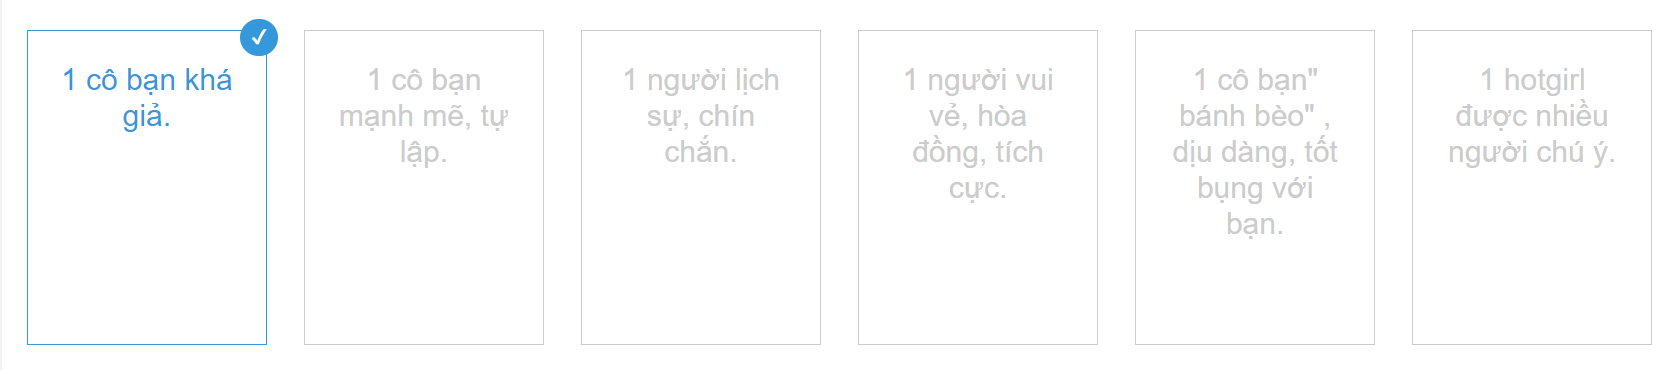 1 cô bạn khá
giả.
1 cô bạn
mạnh mẽ, tự
lập.
1 người lịch
sự, chín
chắn.
1 người vui
vẻ, hòa
đồng, tích
cực.
1 cô bạn"
bánh bèo" ,
dịu dàng, tốt
bụng với
bạn.
1 hotgirl
được nhiều
người chú ý.